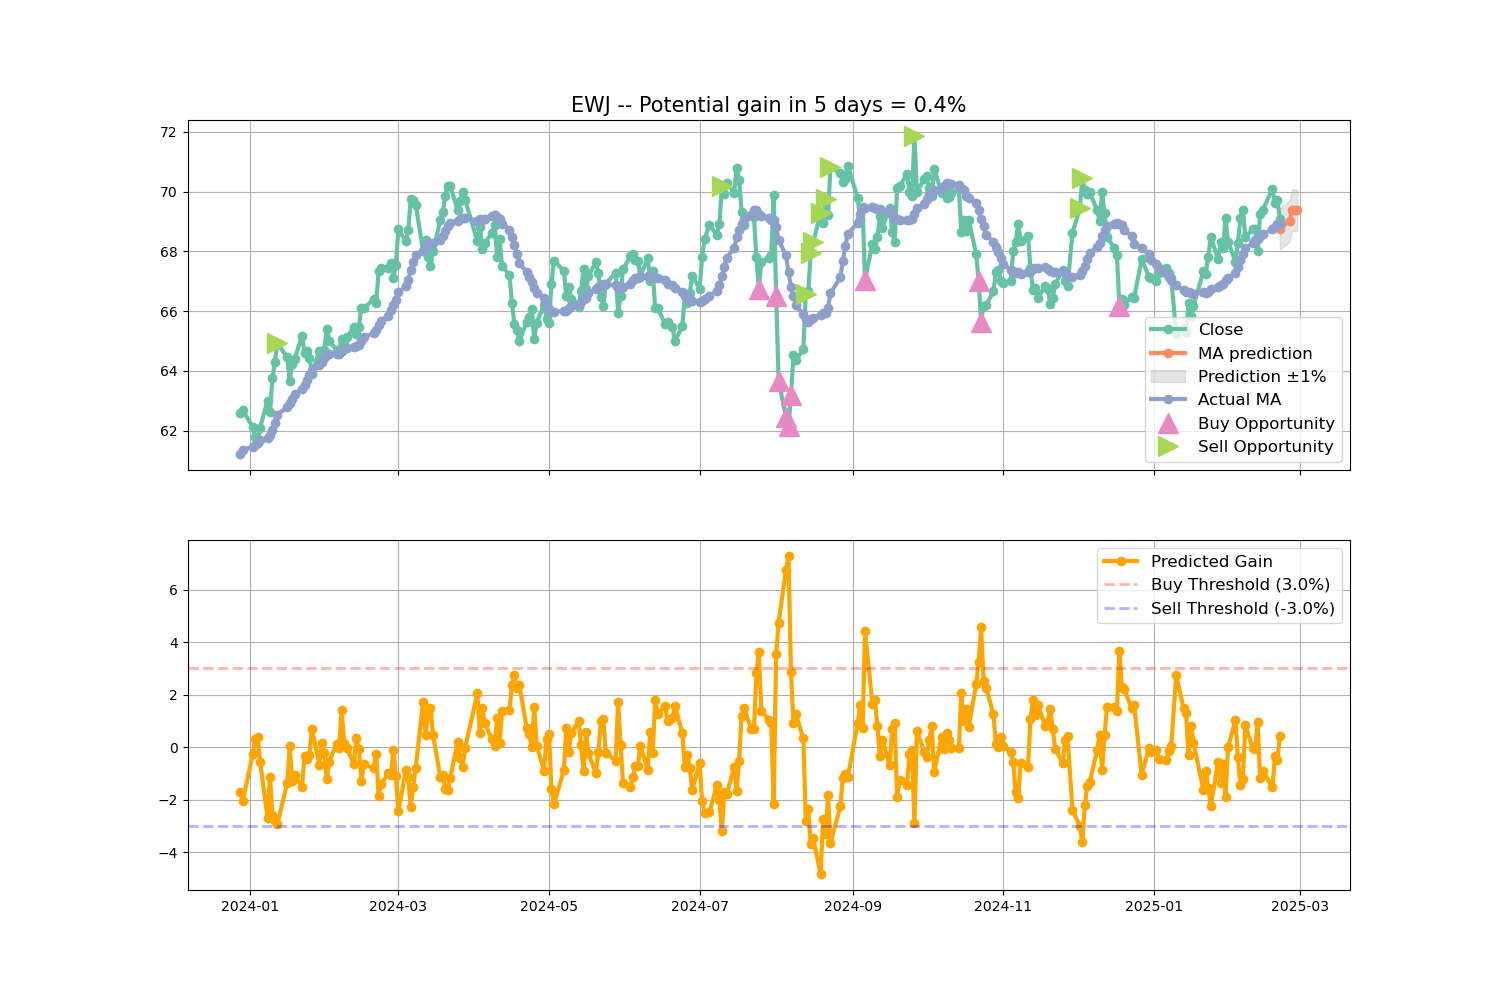 EWJ -- Potential gain in 5 days = 0.4%
72
70
68
66
64
62
Close
MA prediction
Prediction ±1%
Actual MA
Buy Opportunity
Sell Opportunity
6
4
2
0
−2
−4
Predicted Gain
Buy Threshold (3.0%)
Sell Threshold (-3.0%)
2024-01 2024-03 2024-05 2024-07 2024-09 2024-11 2025-01 2025-03